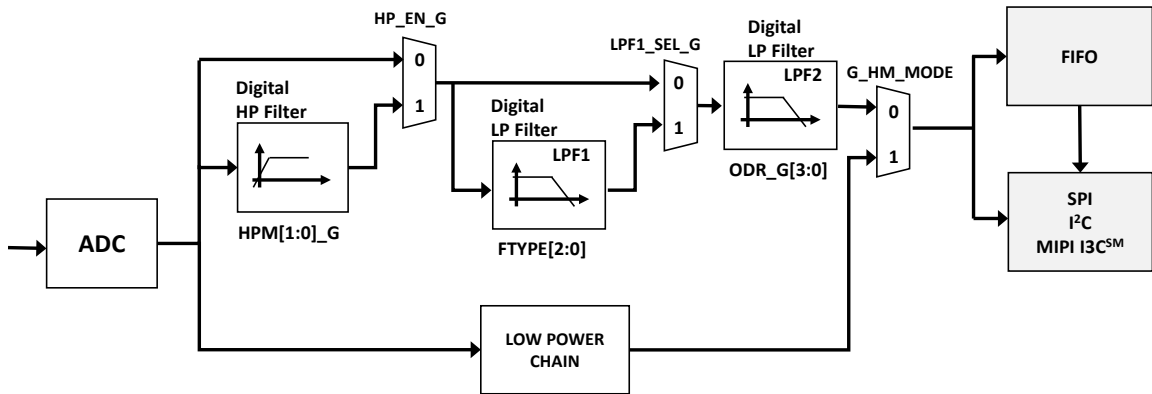 HP_EN_G
0
1
Digital
HP Filter
HPM[1:0]_G
ADC
Digital
LP Filter
LPF1
FTYPE[2:0]
LPF1_SEL_G
0
1
Digital
LP Filter
LPF2
ODR_G[3:0]
G_HM_MODE
0
1
LOW POWER
CHAIN
FIFO
SPI
I²C
MIPI I3Cˢᴹ